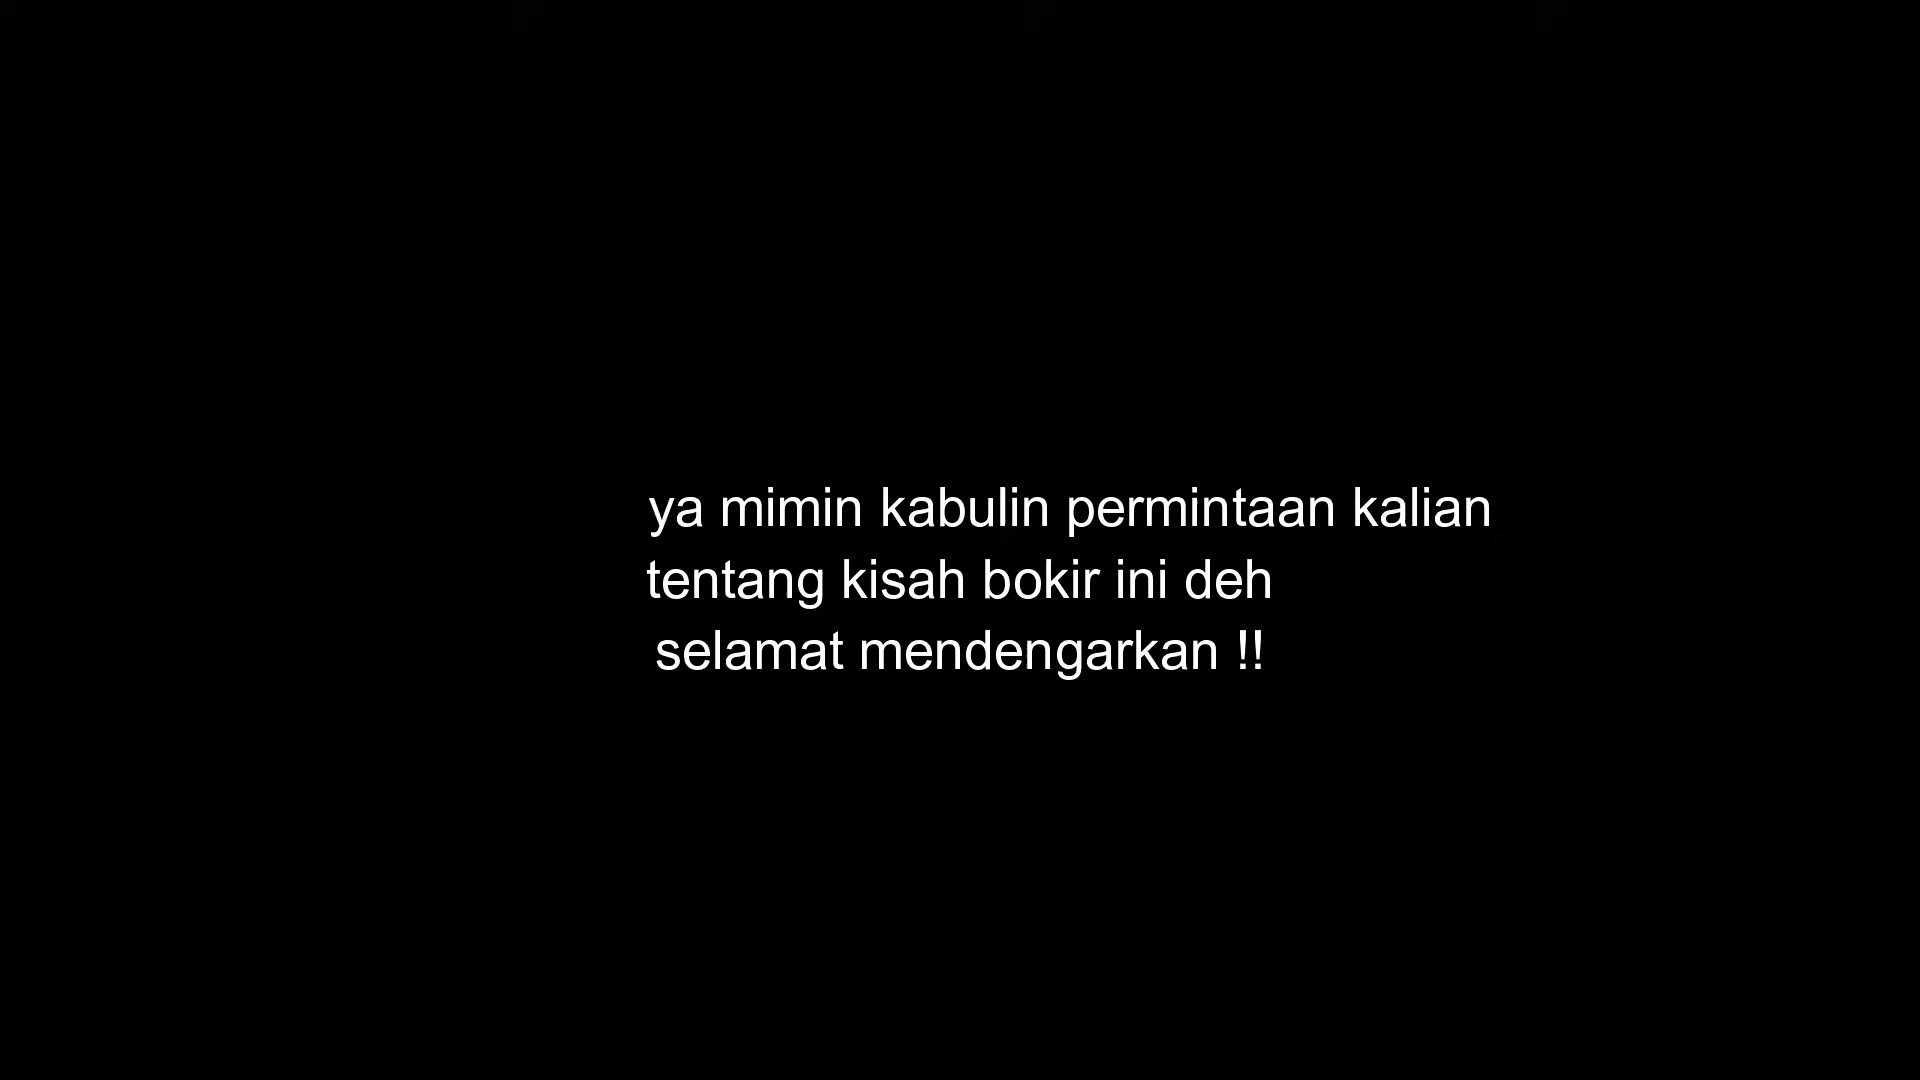 ya mimin kabulin permintaan kalian
tentang kisah bokir ini deh
selamat mendengarkan !!